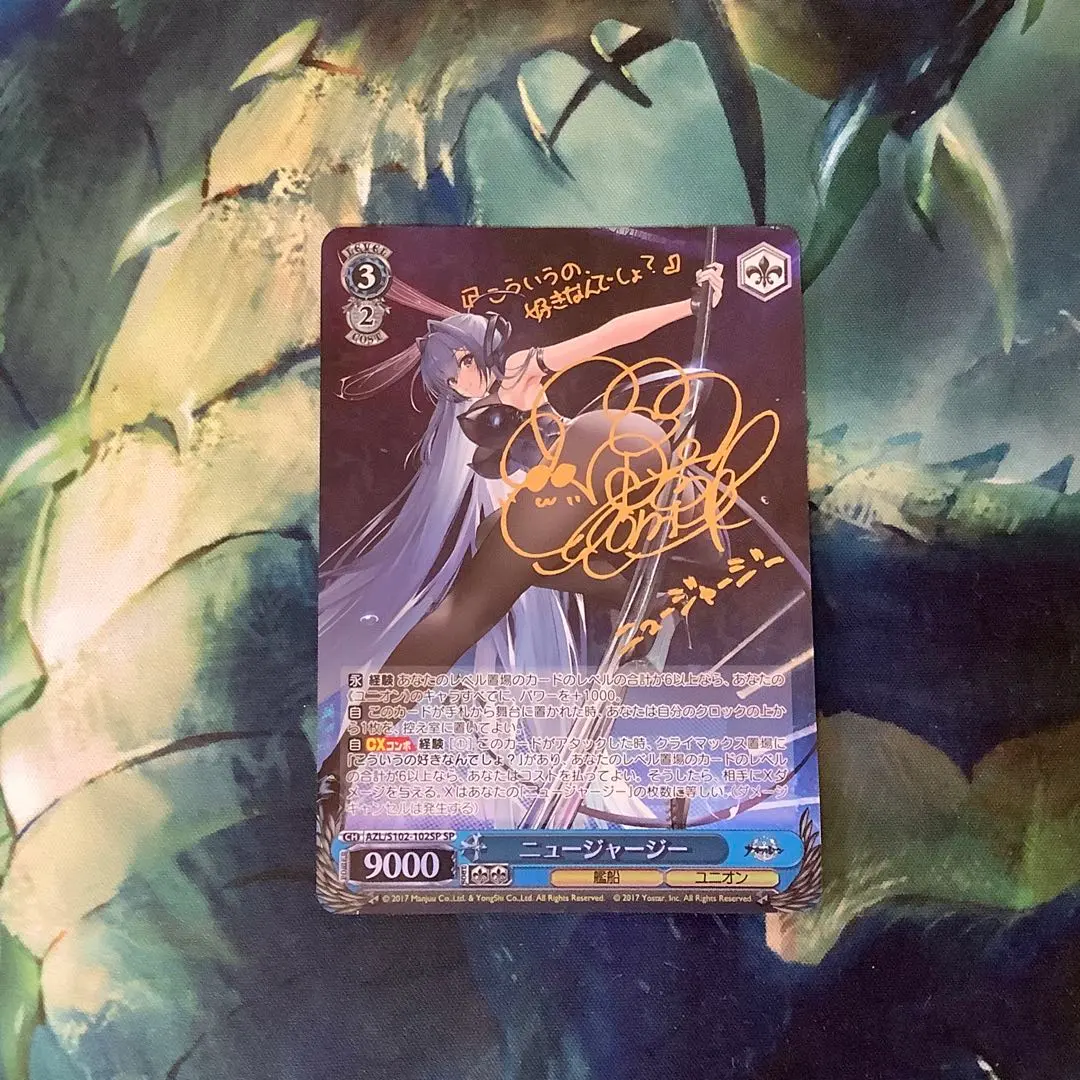 LEVEL
3
2
COST
『こういうの、
好きなんでしょ？』
ニュージャージー
永 経験 あなたのレベル置場のカードのレベルの合計が6以上なら、あなたの
《ユニオン》のキャラすべてに、パワーを+1000。
自 このカードが手札から舞台に置かれた時、あなたは自分のクロックの上か
ら1枚を、控え室に置いてよい。
自 CXコンボ 経験 [①] このカードがアタックした時、クライマックス置場に
「こういうの好きなんでしょ？」があり、あなたのレベル置場のカードのレベル
の合計が6以上なら、あなたはコストを払ってよい。そうしたら、相手にXダ
メージを与える。Xはあなたの「ニュージャージー」の枚数に等しい。（ダメージ
キャンセルは発生する）
CH AZL/S102-102SP SP
9000
ニュージャージー
艦船
ユニオン
© 2017 Manjuu Co.,Ltd. & YongShi Co.,Ltd. All Rights Reserved. © 2017 Yostar, Inc. All Rights Reserved.